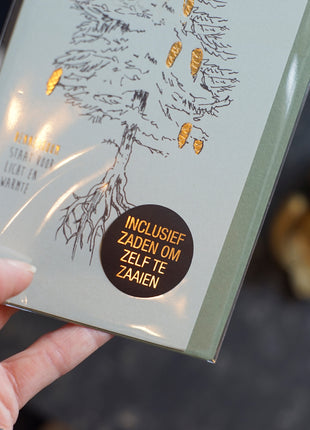 STAAT VOOR
LICHT EN
WARMTE
INCLUSIEF
ZADEN OM
ZELF TE
ZAAIEN